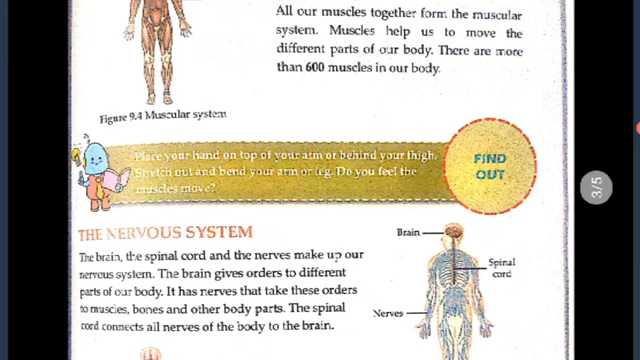 All our muscles together form the muscular
system. Muscles help us to move the
different parts of our body. There are more
than 600 muscles in our body.
Figure 9.4 Muscular system
Place your hand on top of your arm or behind your thigh.
Stretch out and bend your arm or leg. Do you feel the
muscles move?
FIND
OUT
3/5
THE NERVOUS SYSTEM
The brain, the spinal cord and the nerves make up our
nervous system. The brain gives orders to different
parts of our body. It has nerves that take these orders
to muscles, bones and other body parts. The spinal
cord connects all nerves of the body to the brain.
Brain
Spinal
cord
Nerves